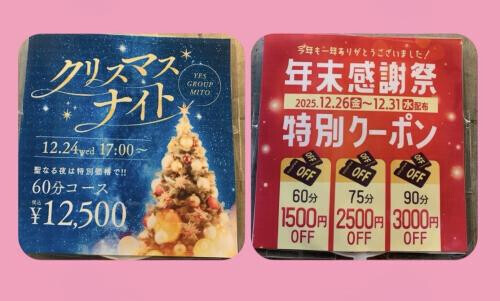 クリスマス
ナイト
YES
GROUP
MITO
12.24wed 17:00～
聖なる夜は特別価格で!!
60分コース
税込
¥12,500
今年も一年ありがとうございました!
年末感謝祭
2025.12.26金～12.31水配布
特別クーポン
OFF OFF OFF
60分 75分 90分
1500円 2500円 3000円
OFF OFF OFF